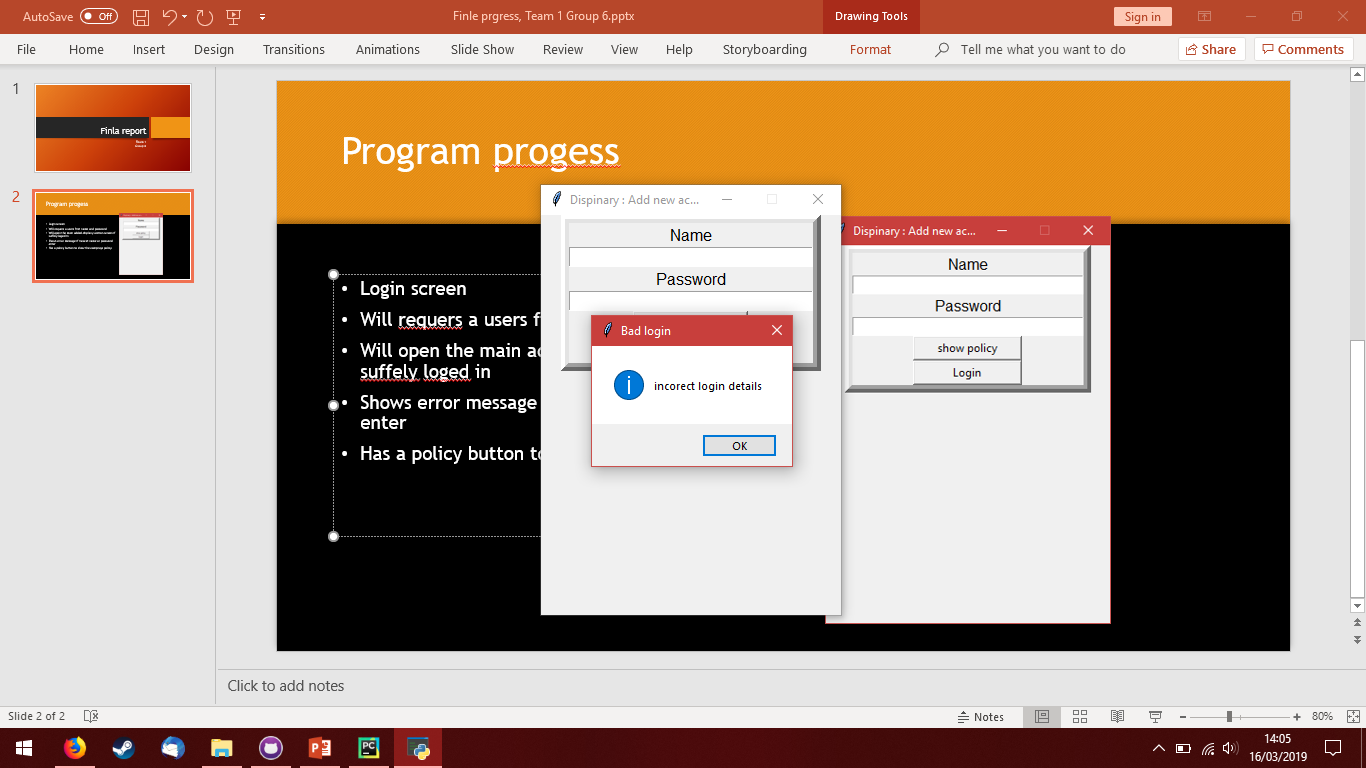 AutoSave Off
Finle prgress, Team 1 Group 6.pptx
Drawing Tools
Sign in
File Home Insert Design Transitions Animations Slide Show Review View Help Storyboarding Format Tell me what you want to do Share Comments
1
Finla report
2
Program progess
Program progess
Login screen
Will requers a users f
Will open the main ac
suffely loged in
Shows error message
enter
Has a policy button to
Dispinary : Add new ac...
Name
Password
Bad login
i
incorect login details
OK
Dispinary : Add new ac...
Name
Password
show policy
Login
Click to add notes
Slide 2 of 2
Notes
80%
PC
14:05
16/03/2019